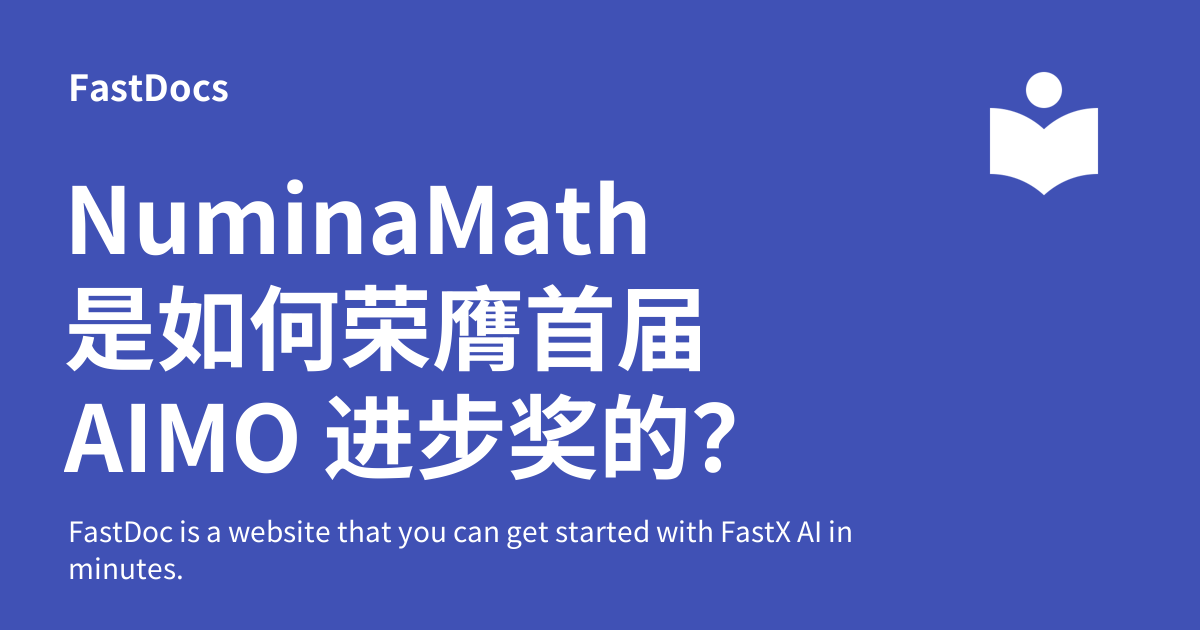 FastDocs
NuminaMath
是如何荣膺首届
AIMO 进步奖的？
FastDoc is a website that you can get started with FastX AI in
minutes.